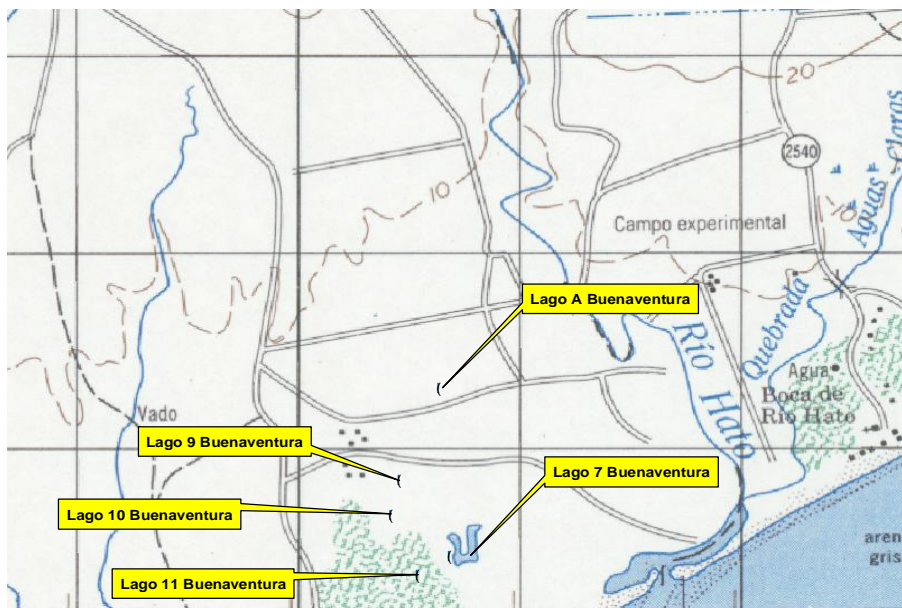 20
2540
Aguas Claras
10
10
Campo experimental
Lago A Buenaventura
Río Hato
Quebrada
Agua
Boca de
Río Hato
Vado
Lago 9 Buenaventura
Lago 7 Buenaventura
Lago 10 Buenaventura
aren
gris
Lago 11 Buenaventura